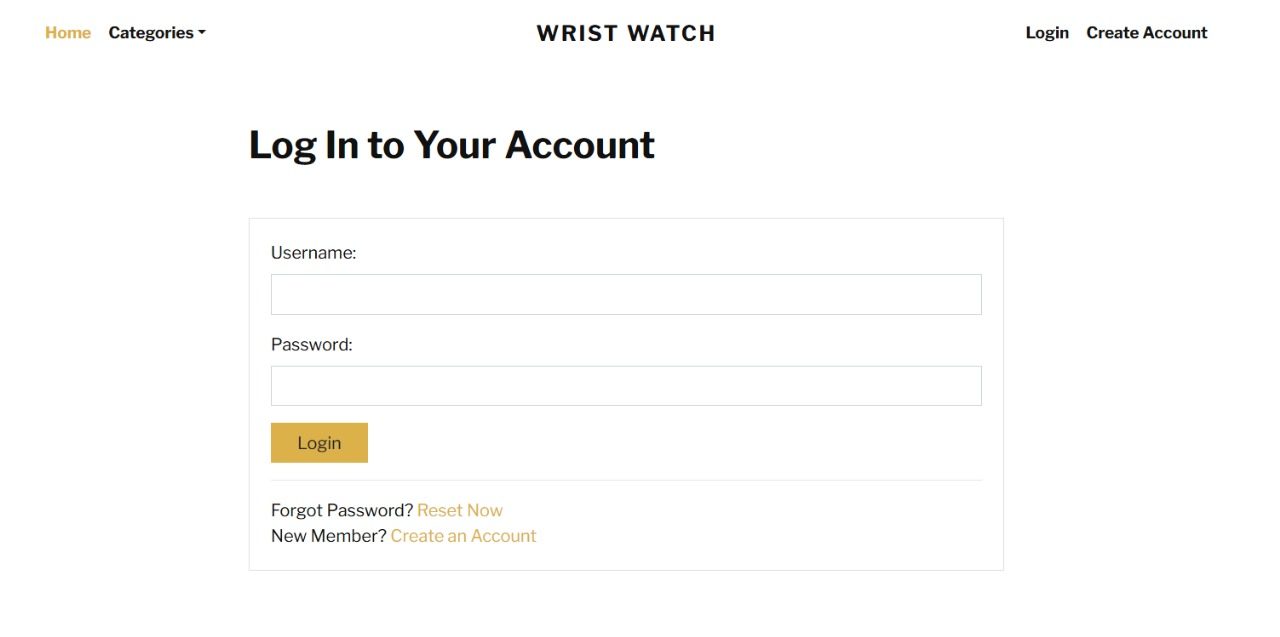 Home Categories WRIST WATCH Login Create Account
Log In to Your Account
Username:
Password:
Login
Forgot Password? Reset Now
New Member? Create an Account